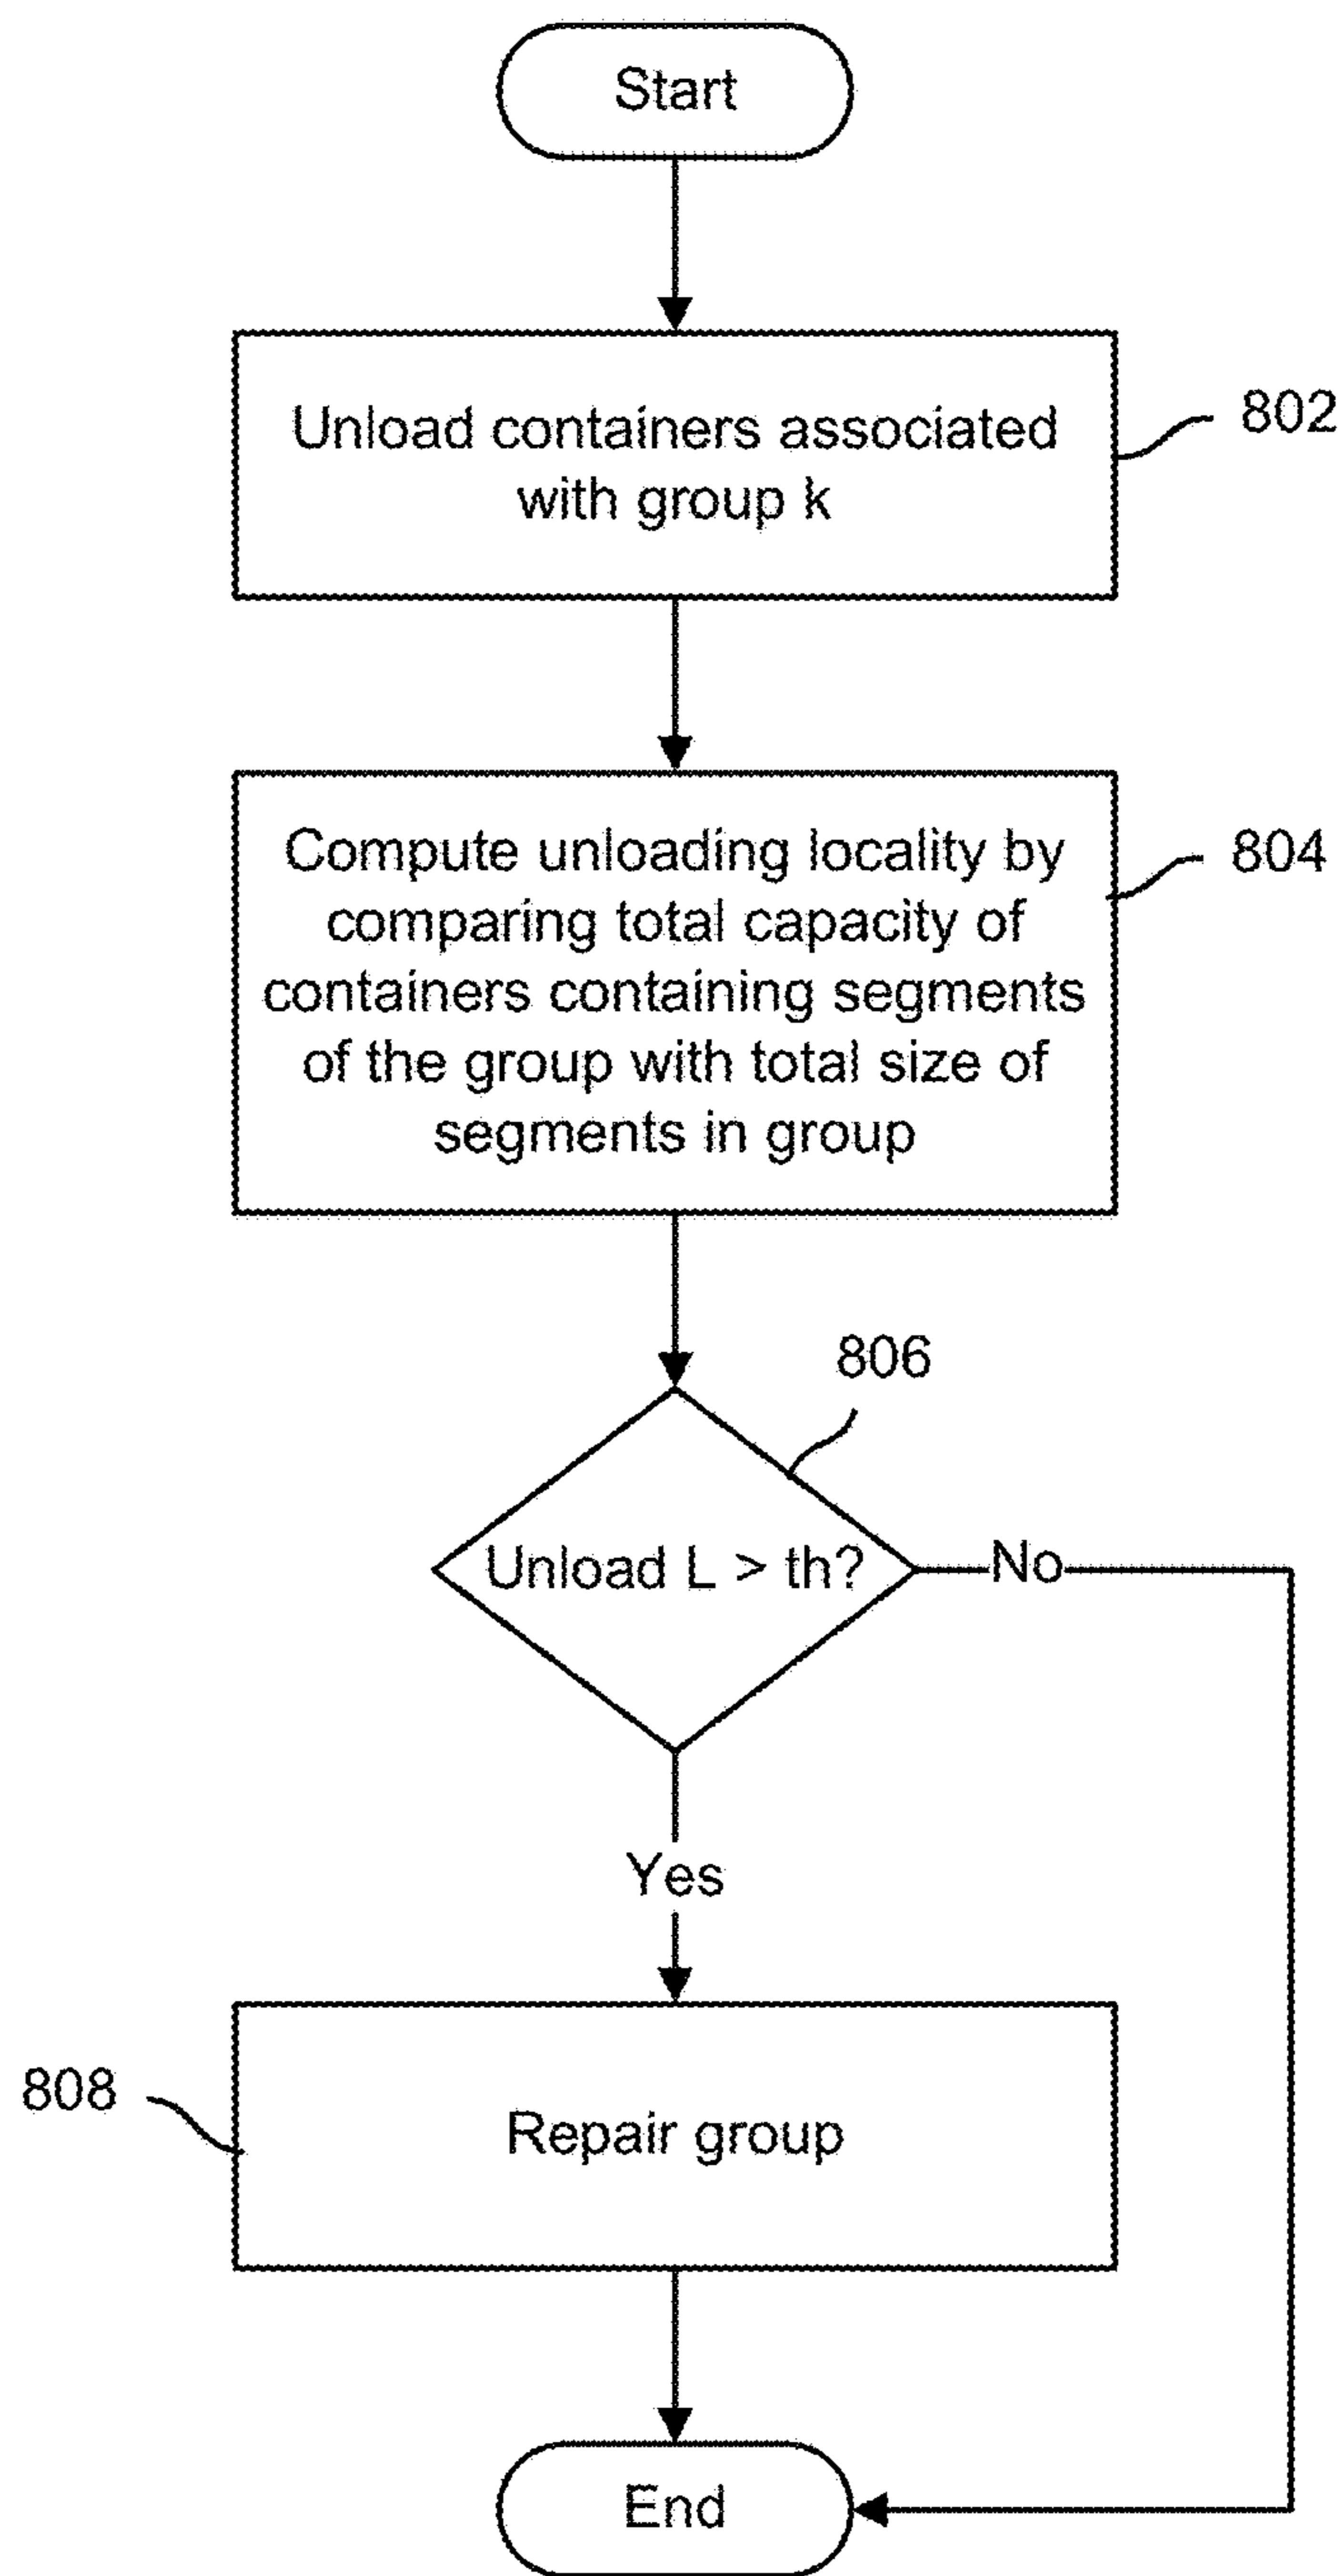 Start
Unload containers associated
with group k
802
Compute unloading locality by
comparing total capacity of
containers containing segments
of the group with total size of
segments in group
804
806
Unload L > th?
No
Yes
808
Repair group
End